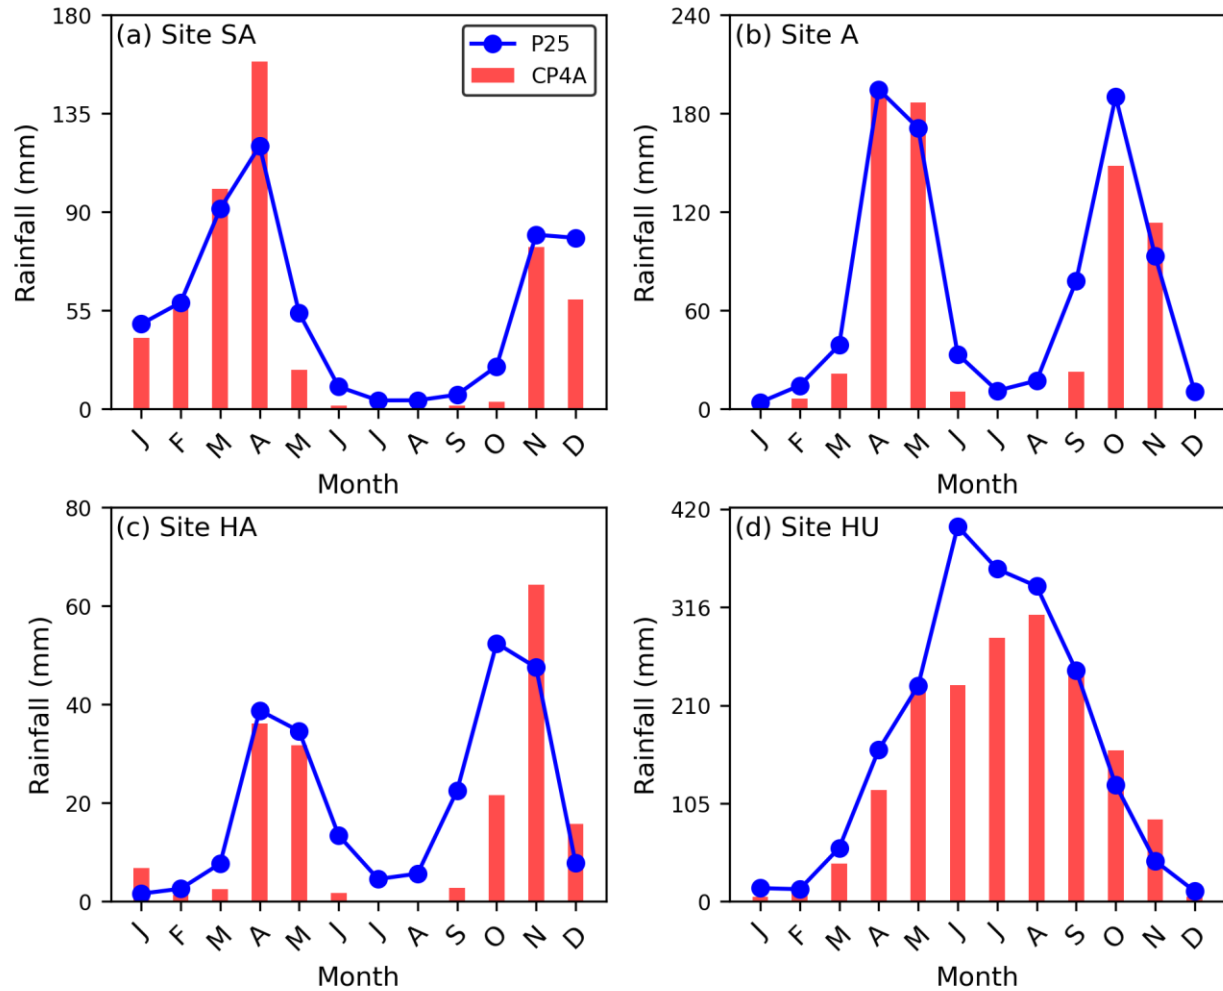 (a) Site SA
P25
CP4A
180
135
90
55
0
Rainfall (mm)
J F M A M J J A S O N D
Month
(b) Site A
240
180
120
60
0
Rainfall (mm)
J F M A M J J A S O N D
Month
(c) Site HA
80
60
40
20
0
Rainfall (mm)
J F M A M J J A S O N D
Month
(d) Site HU
420
316
210
105
0
Rainfall (mm)
J F M A M J J A S O N D
Month